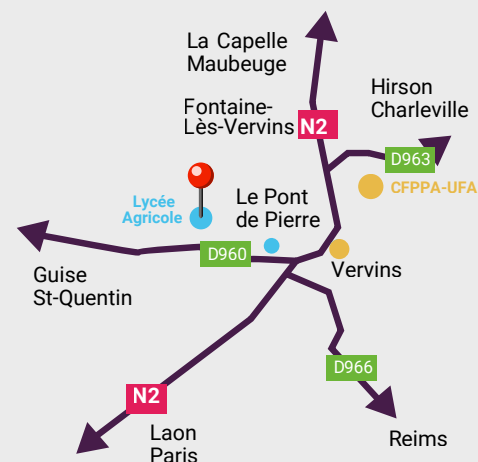 La Capelle
Maubeuge
Hirson
Charleville
Fontaine-
Lès-Vervins
N2
D963
CFPPA-UFA
Lycée
Agricole
Le Pont
de Pierre
D960
Vervins
Guise
St-Quentin
D966
N2
Laon
Paris
Reims